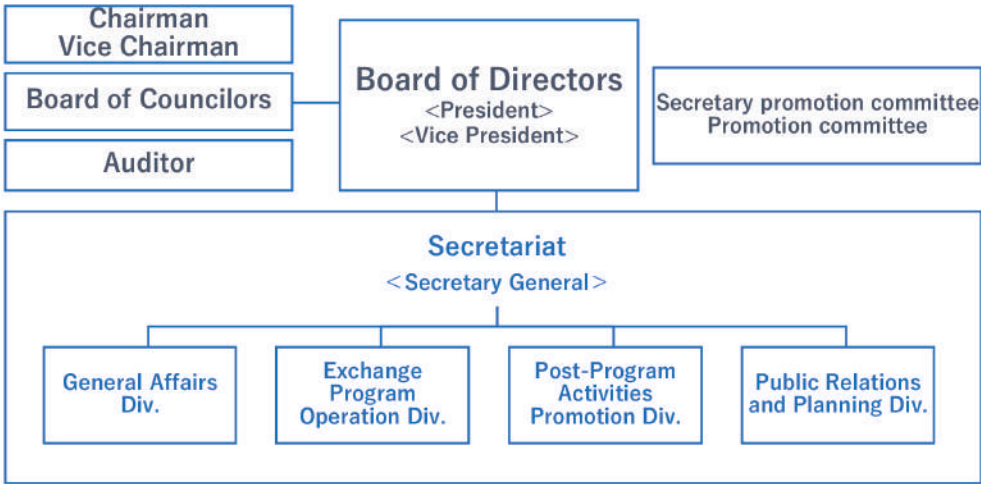 Chairman
Vice Chairman
Board of Councilors
Auditor
Board of Directors
<President>
<Vice President>
Secretary promotion committee
Promotion committee
Secretariat
<Secretary General>
General Affairs
Div.
Exchange
Program
Operation Div.
Post-Program
Activities
Promotion Div.
Public Relations
and Planning Div.